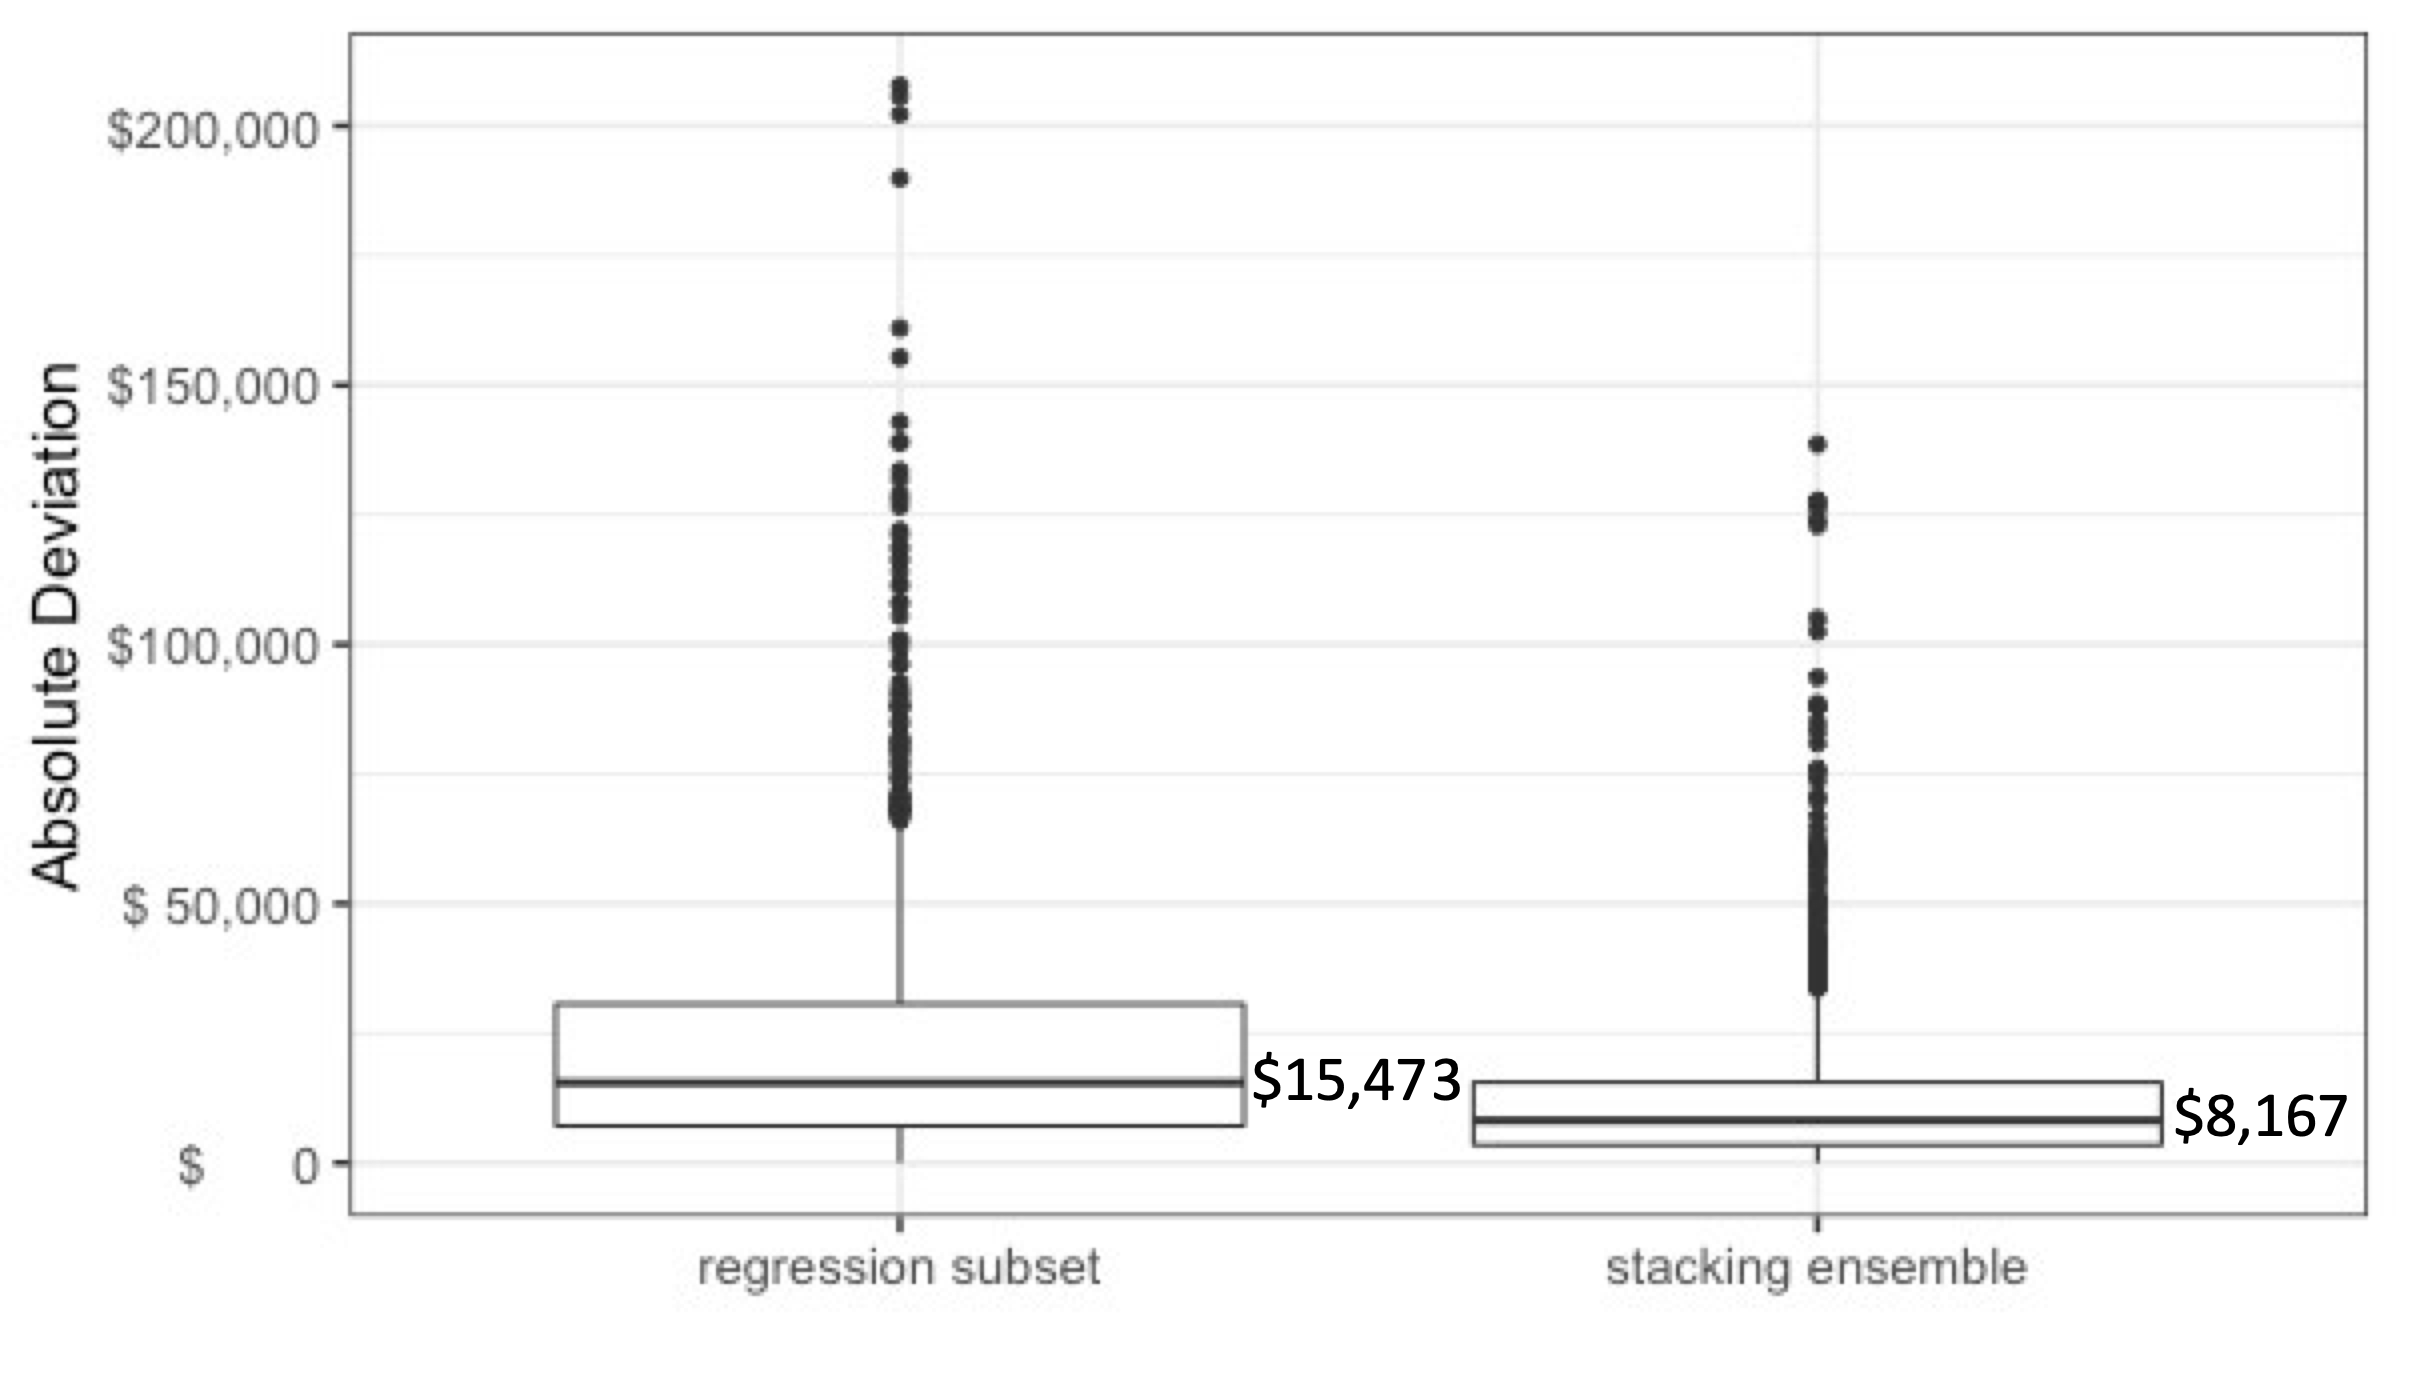 Absolute Deviation
$200,000
$150,000
$100,000
$ 50,000
$ 0
$15,473
$8,167
regression subset
stacking ensemble